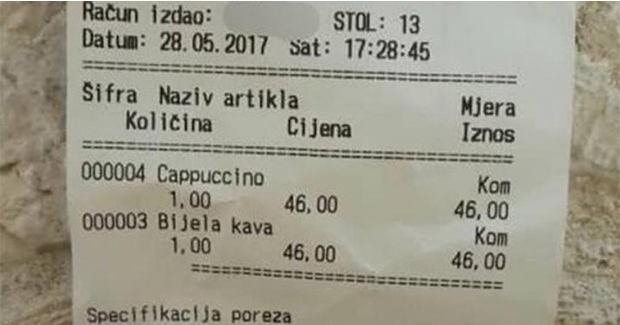 Račun izdao: STOL: 13
Datum: 28.05.2017 Sat: 17:28:45
================================================
Šifra Naziv artikla Mjera
Količina Cijena Iznos
================================================
000004 Cappuccino Kom
1,00 46,00 46,00
000003 Bijela kava Kom
1,00 46,00 46,00
===================================
Specifikacija poreza